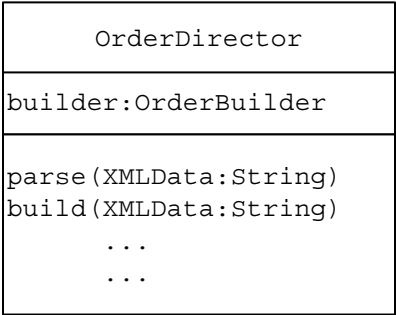 OrderDirector
builder:OrderBuilder
parse(XMLData:String)
build(XMLData:String)
...
...